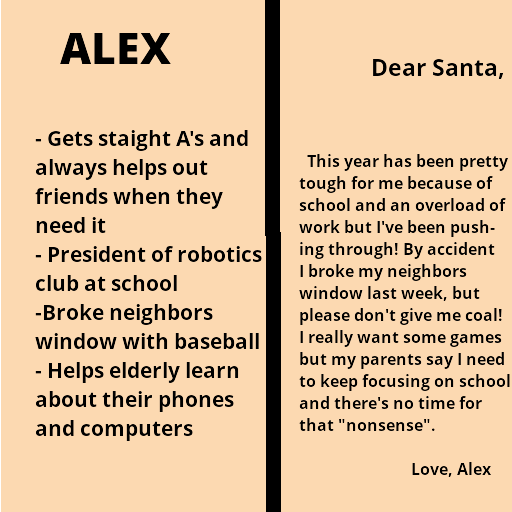 ALEX
- Gets staight A's and
always helps out
friends when they
need it
- President of robotics
club at school
-Broke neighbors
window with baseball
- Helps elderly learn
about their phones
and computers
Dear Santa,
This year has been pretty
tough for me because of
school and an overload of
work but I've been push-
ing through! By accident
I broke my neighbors
window last week, but
please don't give me coal!
I really want some games
but my parents say I need
to keep focusing on school
and there's no time for
that "nonsense".
Love, Alex